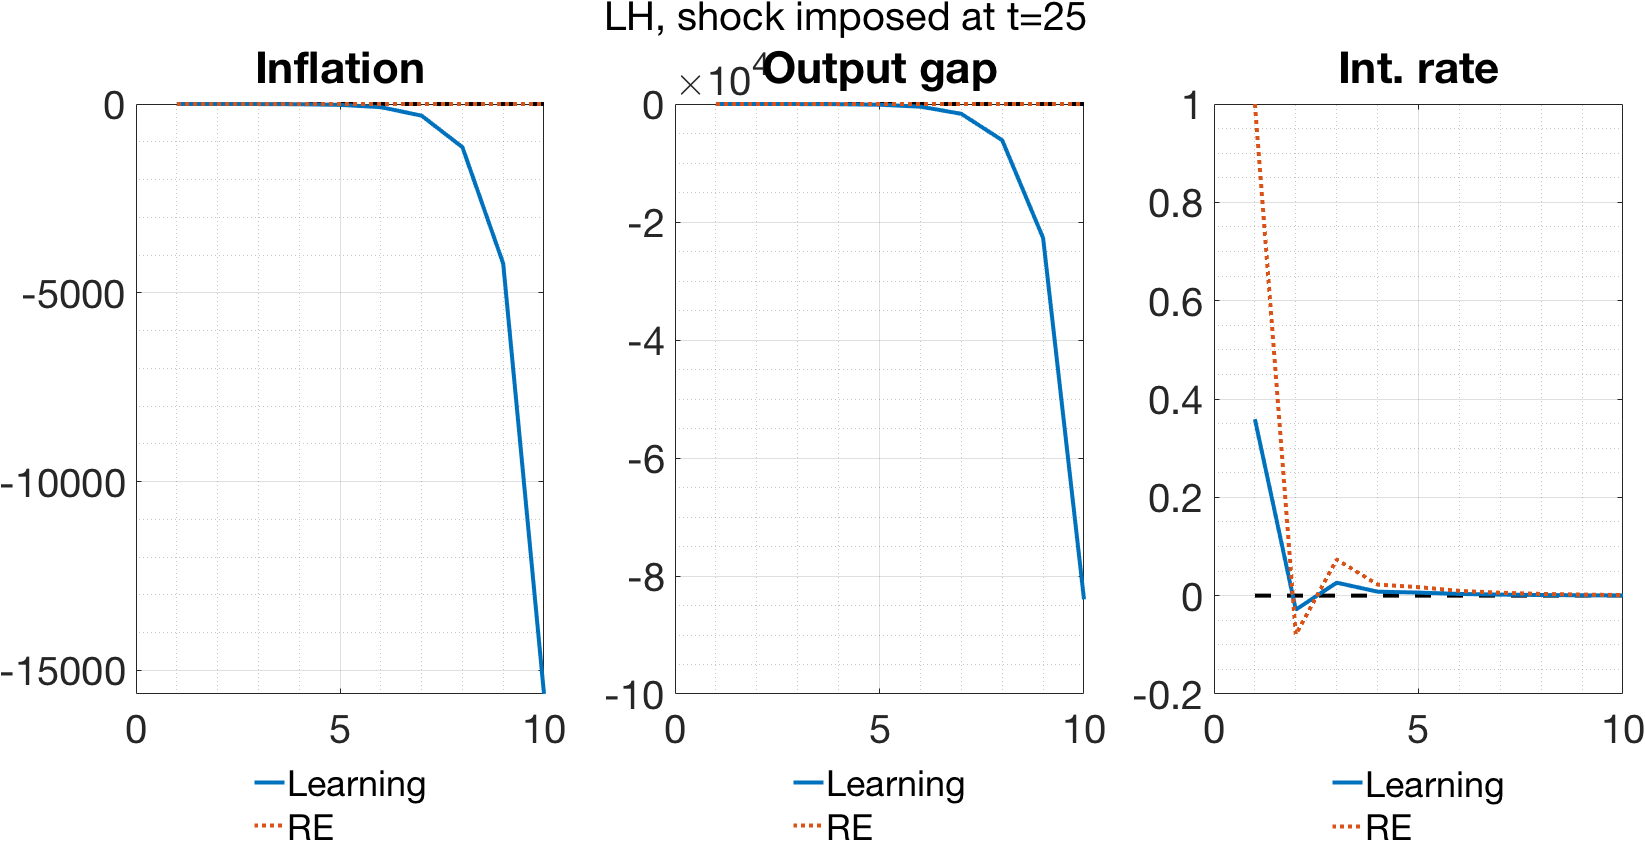 LH, shock imposed at t=25
Inflation
0
-5000
-10000
-15000
0 5 10
Learning
RE
×10⁴ Output gap
0
-2
-4
-6
-8
-10
0 5 10
Learning
RE
Int. rate
1
0.8
0.6
0.4
0.2
0
-0.2
0 5 10
Learning
RE